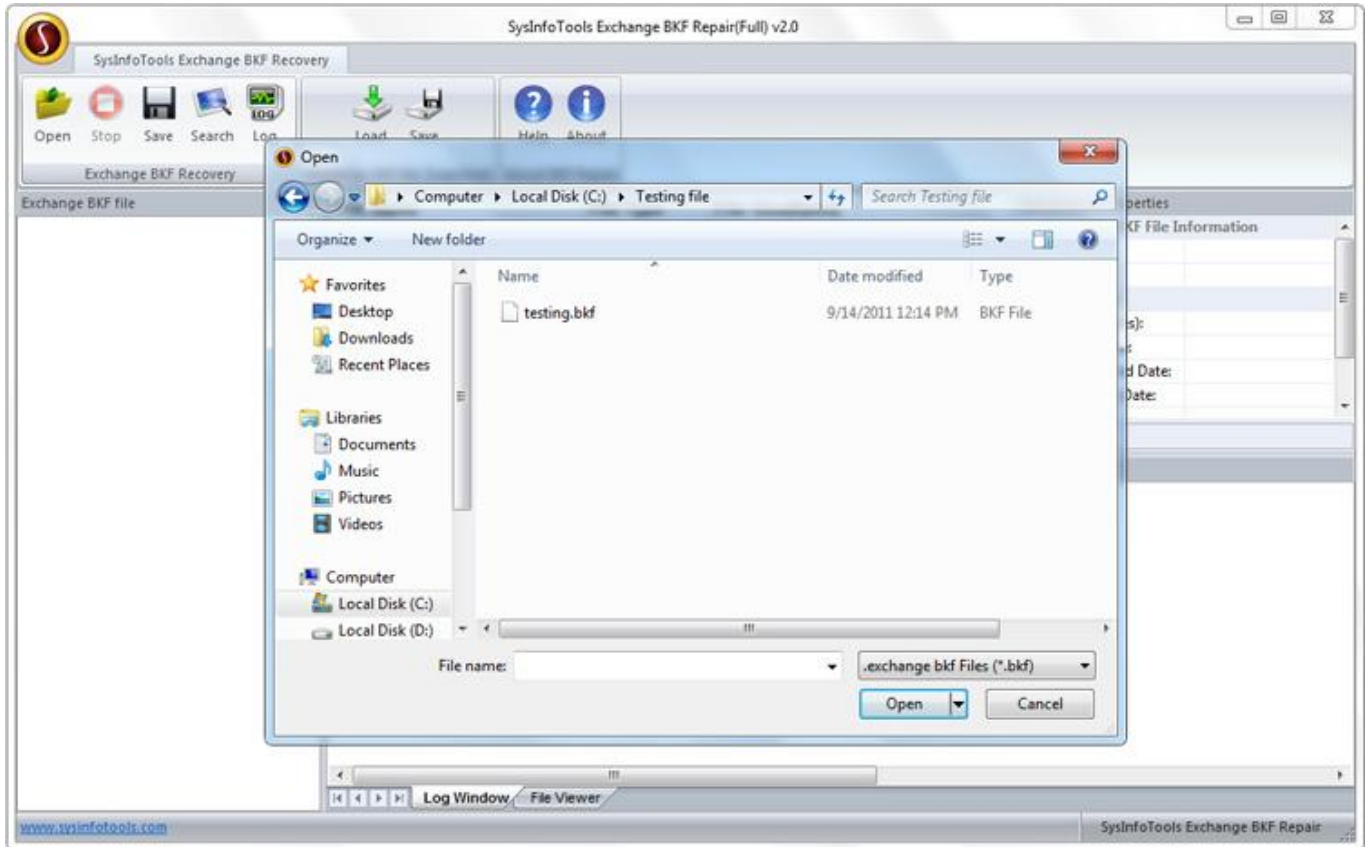 SysInfoTools Exchange BKF Repair(Full) v2.0
SysInfoTools Exchange BKF Recovery
Open Stop Save Search Log Load Save Help About
LOG
Exchange BKF Recovery
Open
Computer Local Disk (C:) Testing file Search Testing file
Exchange BKF file
Organize New folder
KF File Information
Name Date modified Type
testing.bkf 9/14/2011 12:14 PM BKF File
Favorites
Desktop
Downloads
Recent Places
Libraries
Documents
Music
Pictures
Videos
Computer
Local Disk (C:)
Local Disk (D:)
s):
d Date:
Date:
File name: .exchange bkf Files (*.bkf)
Open Cancel
Log Window File Viewer
www.sysinfotools.com SysInfoTools Exchange BKF Repair